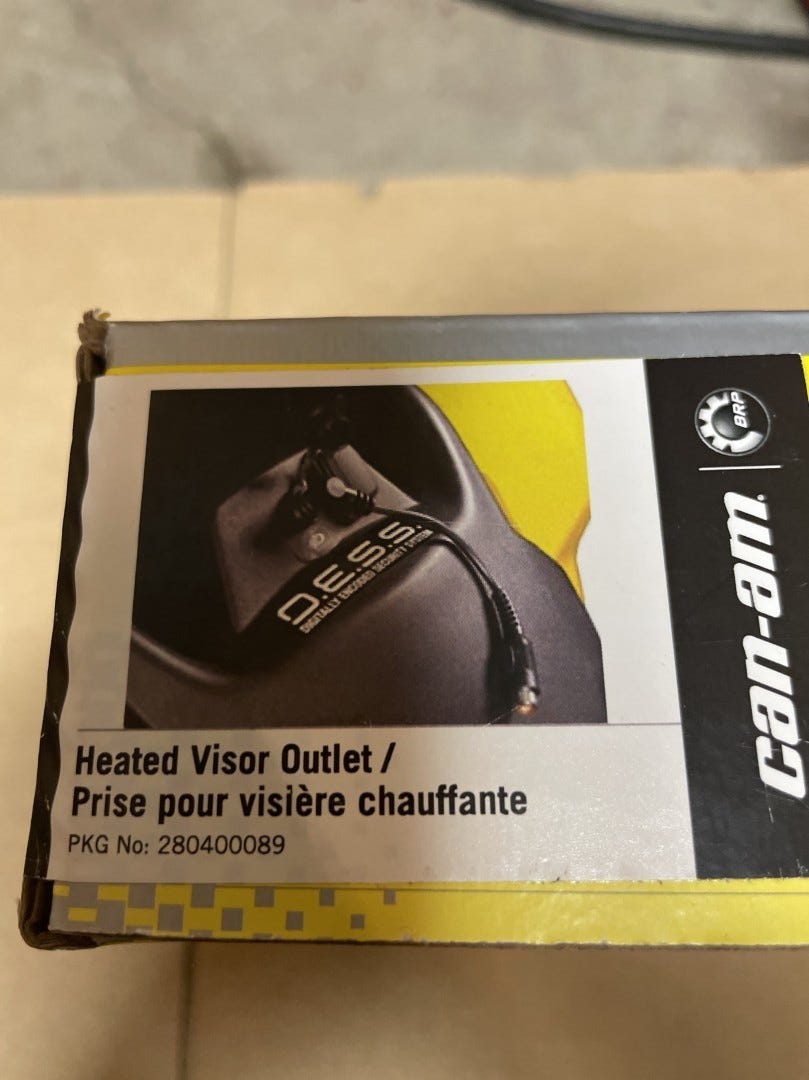 D.E.S.S.
DIGITALLY ENCODED SECURITY SYSTEM
BRP
can-am
Heated Visor Outlet /
Prise pour visière chauffante
PKG No: 280400089